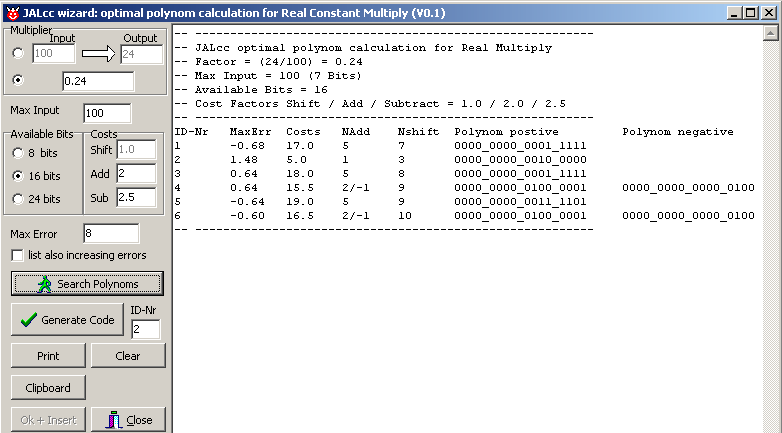 JALcc wizard: optimal polynom calculation for Real Constant Multiply (V0.1)
Multiplier
Input Output
100 24
0.24
Max Input 100
Available Bits Costs
8 bits Shift 1.0
16 bits Add 2
24 bits Sub 2.5
Max Error 8
list also increasing errors
Search Polynoms
Generate Code ID-Nr 2
Print Clear
Clipboard
Ok + Insert Close
-- ---------------------------------------------------------
-- JALcc optimal polynom calculation for Real Multiply
-- Factor = (24/100) = 0.24
-- Max Input = 100 (7 Bits)
-- Available Bits = 16
-- Cost Factors Shift / Add / Subtract = 1.0 / 2.0 / 2.5
-- ---------------------------------------------------------
ID-Nr MaxErr Costs NAdd Nshift Polynom postive Polynom negative
1 -0.68 17.0 5 7 0000_0000_0001_1111
2 1.48 5.0 1 3 0000_0000_0010_0000
3 0.64 18.0 5 8 0000_0000_0001_1111
4 0.64 15.5 2/-1 9 0000_0000_0100_0001 0000_0000_0000_0100
5 -0.64 19.0 5 9 0000_0000_0011_1101
6 -0.60 16.5 2/-1 10 0000_0000_0100_0001 0000_0000_0000_0100
-- ---------------------------------------------------------